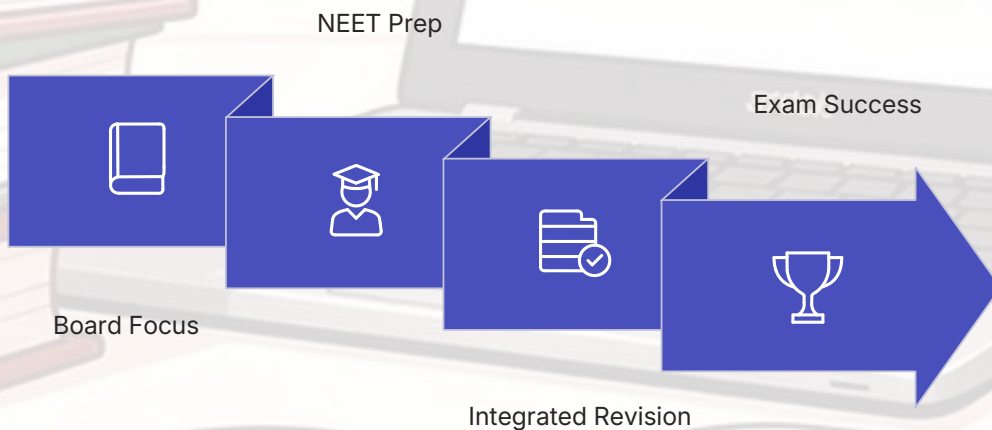 NEET Prep
Exam Success
Board Focus
Integrated Revision